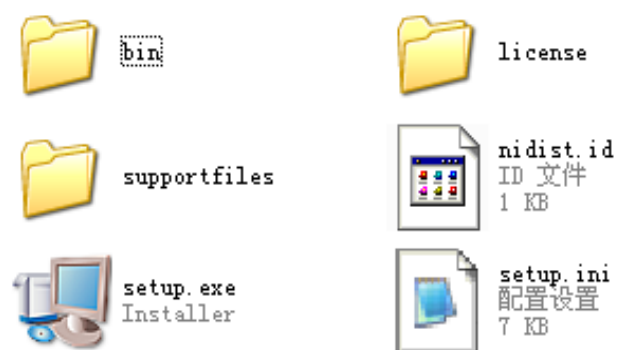 bin
license
supportfiles
nidist.id
ID 文件
1 KB
setup.exe
Installer
setup.ini
配置设置
7 KB